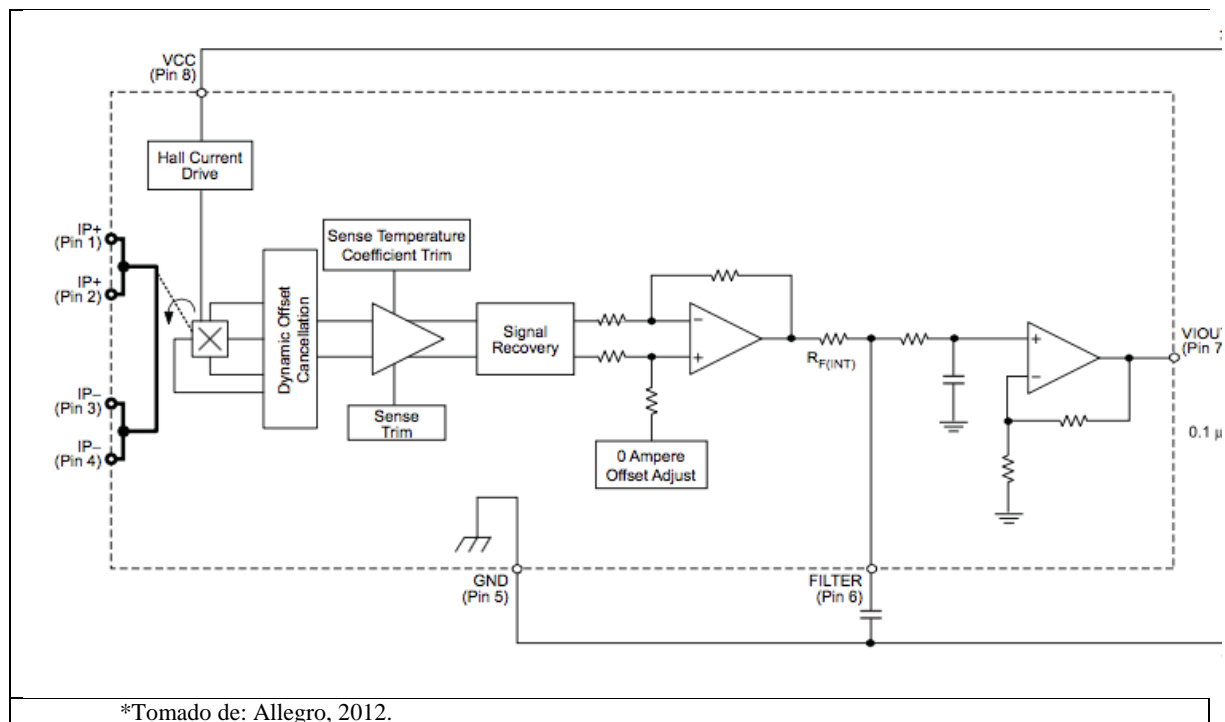 VCC
(Pin 8)
Hall Current
Drive
IP+
(Pin 1)
IP+
(Pin 2)
IP–
(Pin 3)
IP–
(Pin 4)
Dynamic Offset
Cancellation
Sense Temperature
Coefficient Trim
Sense
Trim
Signal
Recovery
0 Ampere
Offset Adjust
RF(INT)
VIOUT
(Pin 7
0.1 µ
GND
(Pin 5)
FILTER
(Pin 6)
*Tomado de: Allegro, 2012.